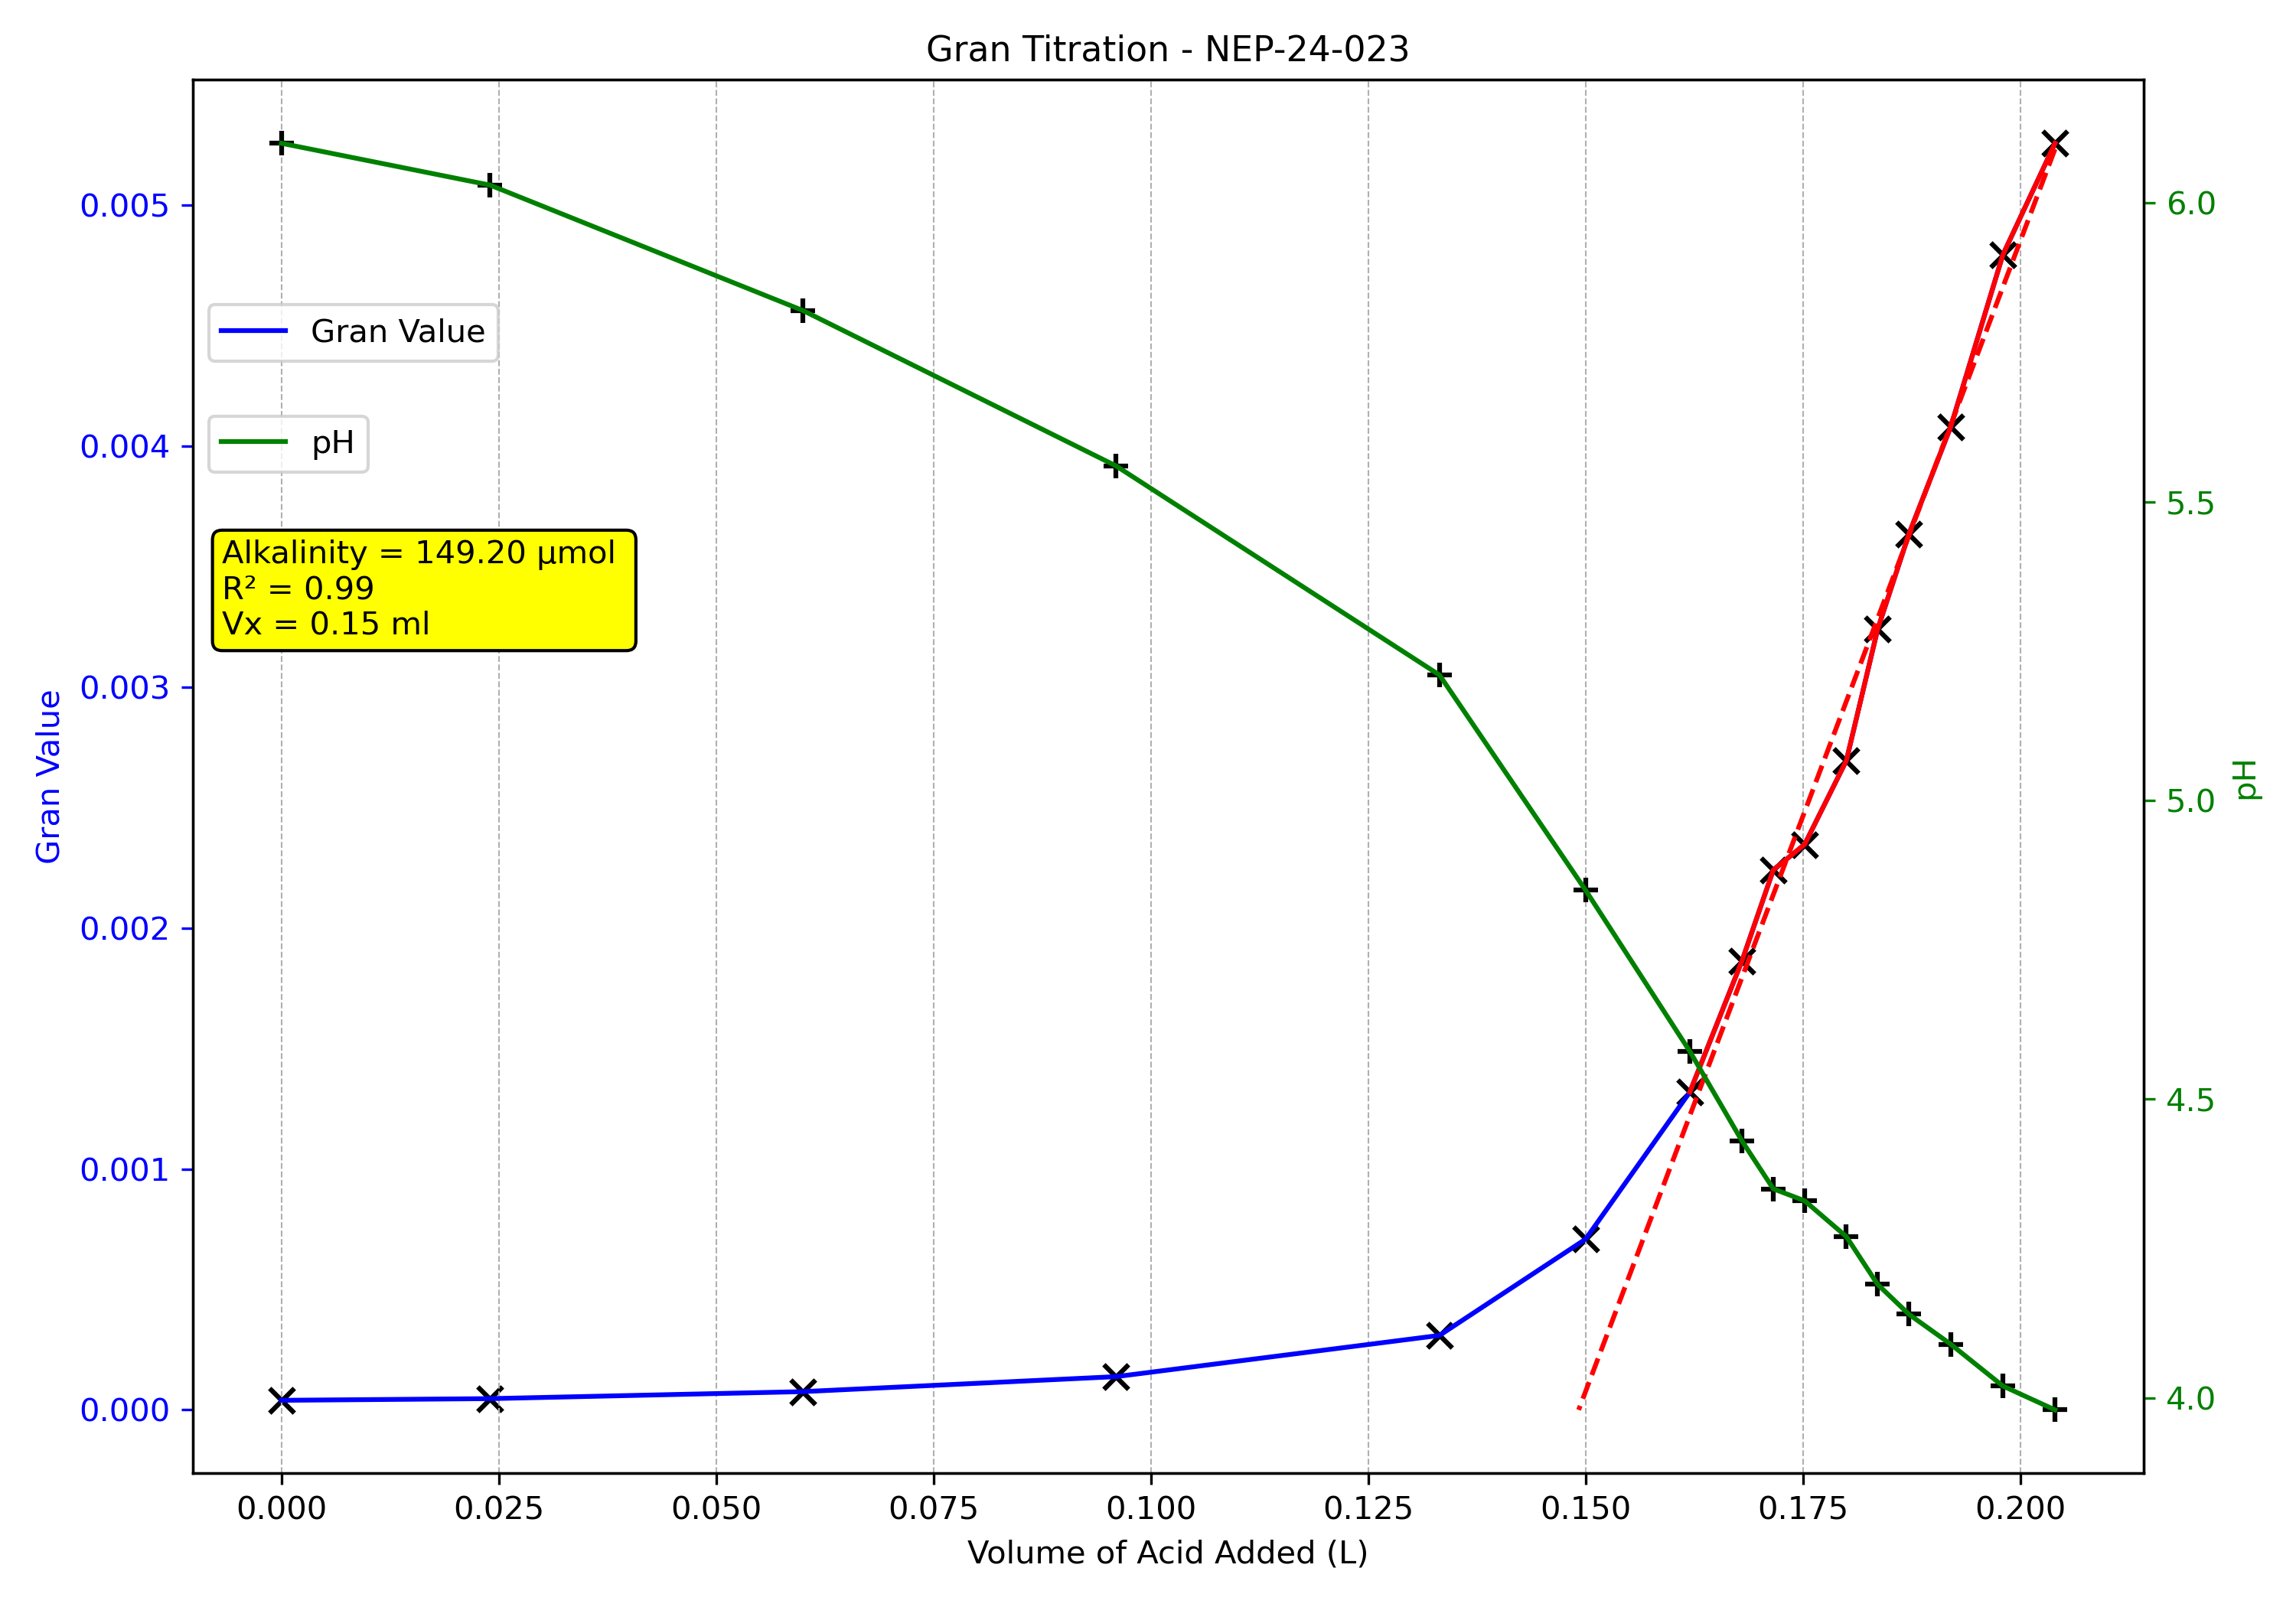 Gran Titration - NEP-24-023
0.005
0.004
0.003
0.002
0.001
0.000
Gran Value
Gran Value
pH
Alkalinity = 149.20 µmol
R² = 0.99
Vx = 0.15 ml
6.0
5.5
5.0
4.5
4.0
pH
0.000 0.025 0.050 0.075 0.100 0.125 0.150 0.175 0.200
Volume of Acid Added (L)